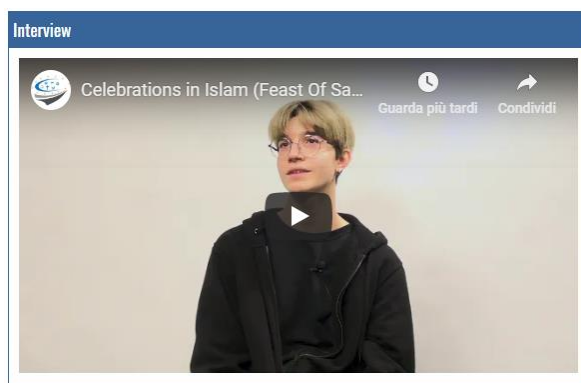 Interview
Celebrations in Islam (Feast Of Sa...
Guarda più tardi
Condividi